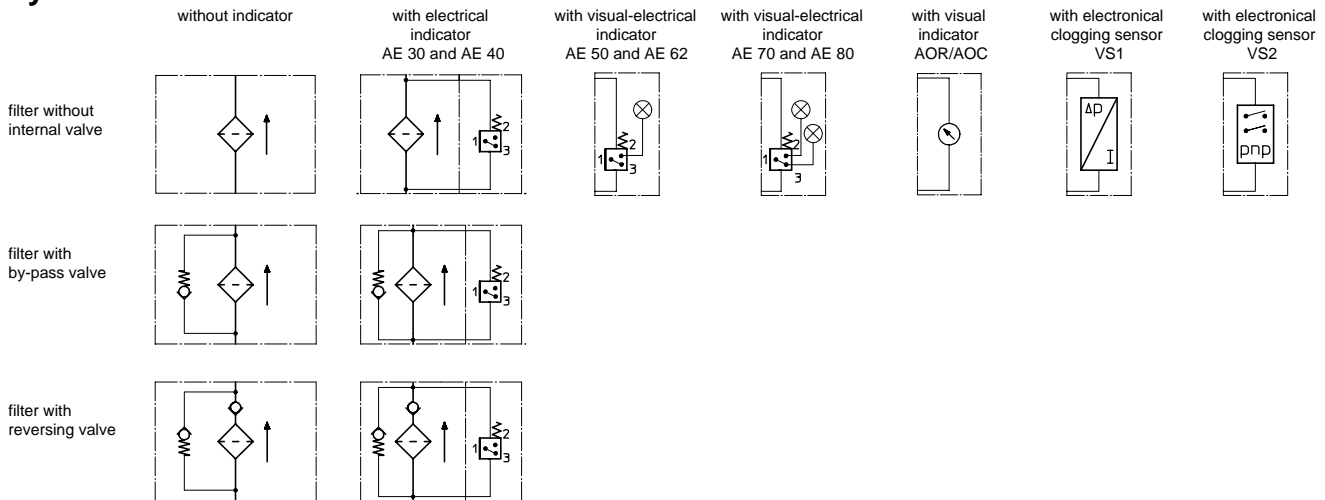 without indicator
with electrical
indicator
AE 30 and AE 40
with visual-electrical
indicator
AE 50 and AE 62
with visual-electrical
indicator
AE 70 and AE 80
with visual
indicator
AOR/AOC
with electronical
clogging sensor
VS1
with electronical
clogging sensor
VS2
filter without
internal valve
1 2
3
1 2
3
1 2
3
Δp
I
pnp
filter with
by-pass valve
1 2
3
filter with
reversing valve
1 2
3